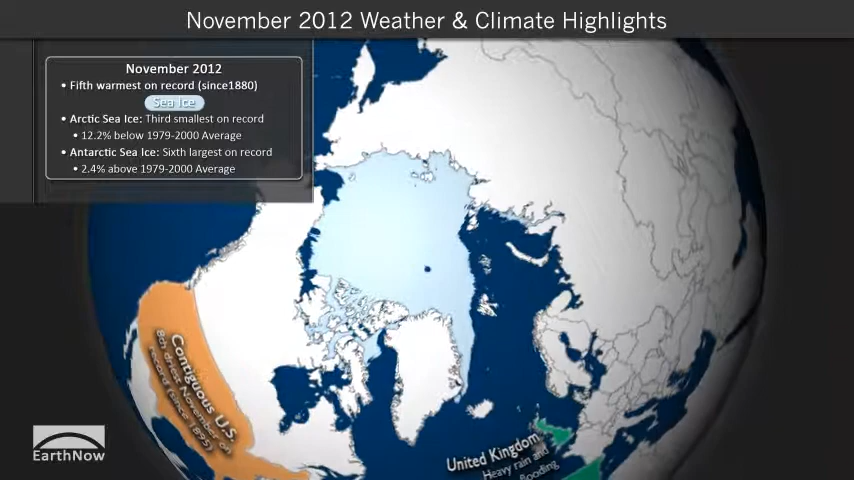 November 2012 Weather & Climate Highlights
November 2012
• Fifth warmest on record (since1880)
Sea Ice
• Arctic Sea Ice: Third smallest on record
• 12.2% below 1979-2000 Average
• Antarctic Sea Ice: Sixth largest on record
• 2.4% above 1979-2000 Average
Contiguous U.S.
8th driest November on
record (since 1895)
United Kingdom
Heavy rain and
flooding
EarthNow